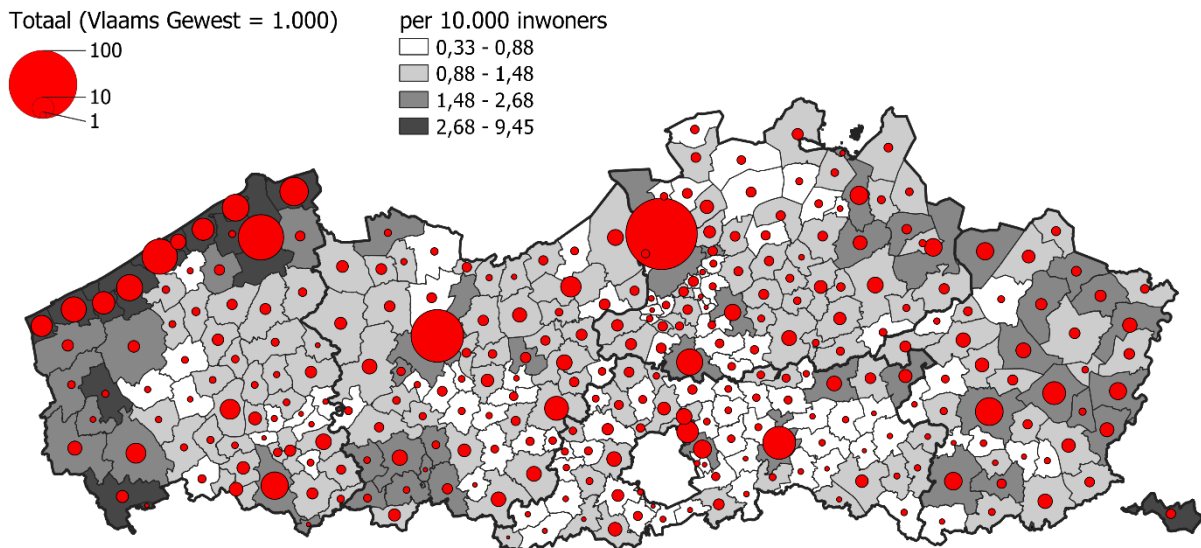 Totaal (Vlaams Gewest = 1.000)
100
10
1
per 10.000 inwoners
0,33 - 0,88
0,88 - 1,48
1,48 - 2,68
2,68 - 9,45